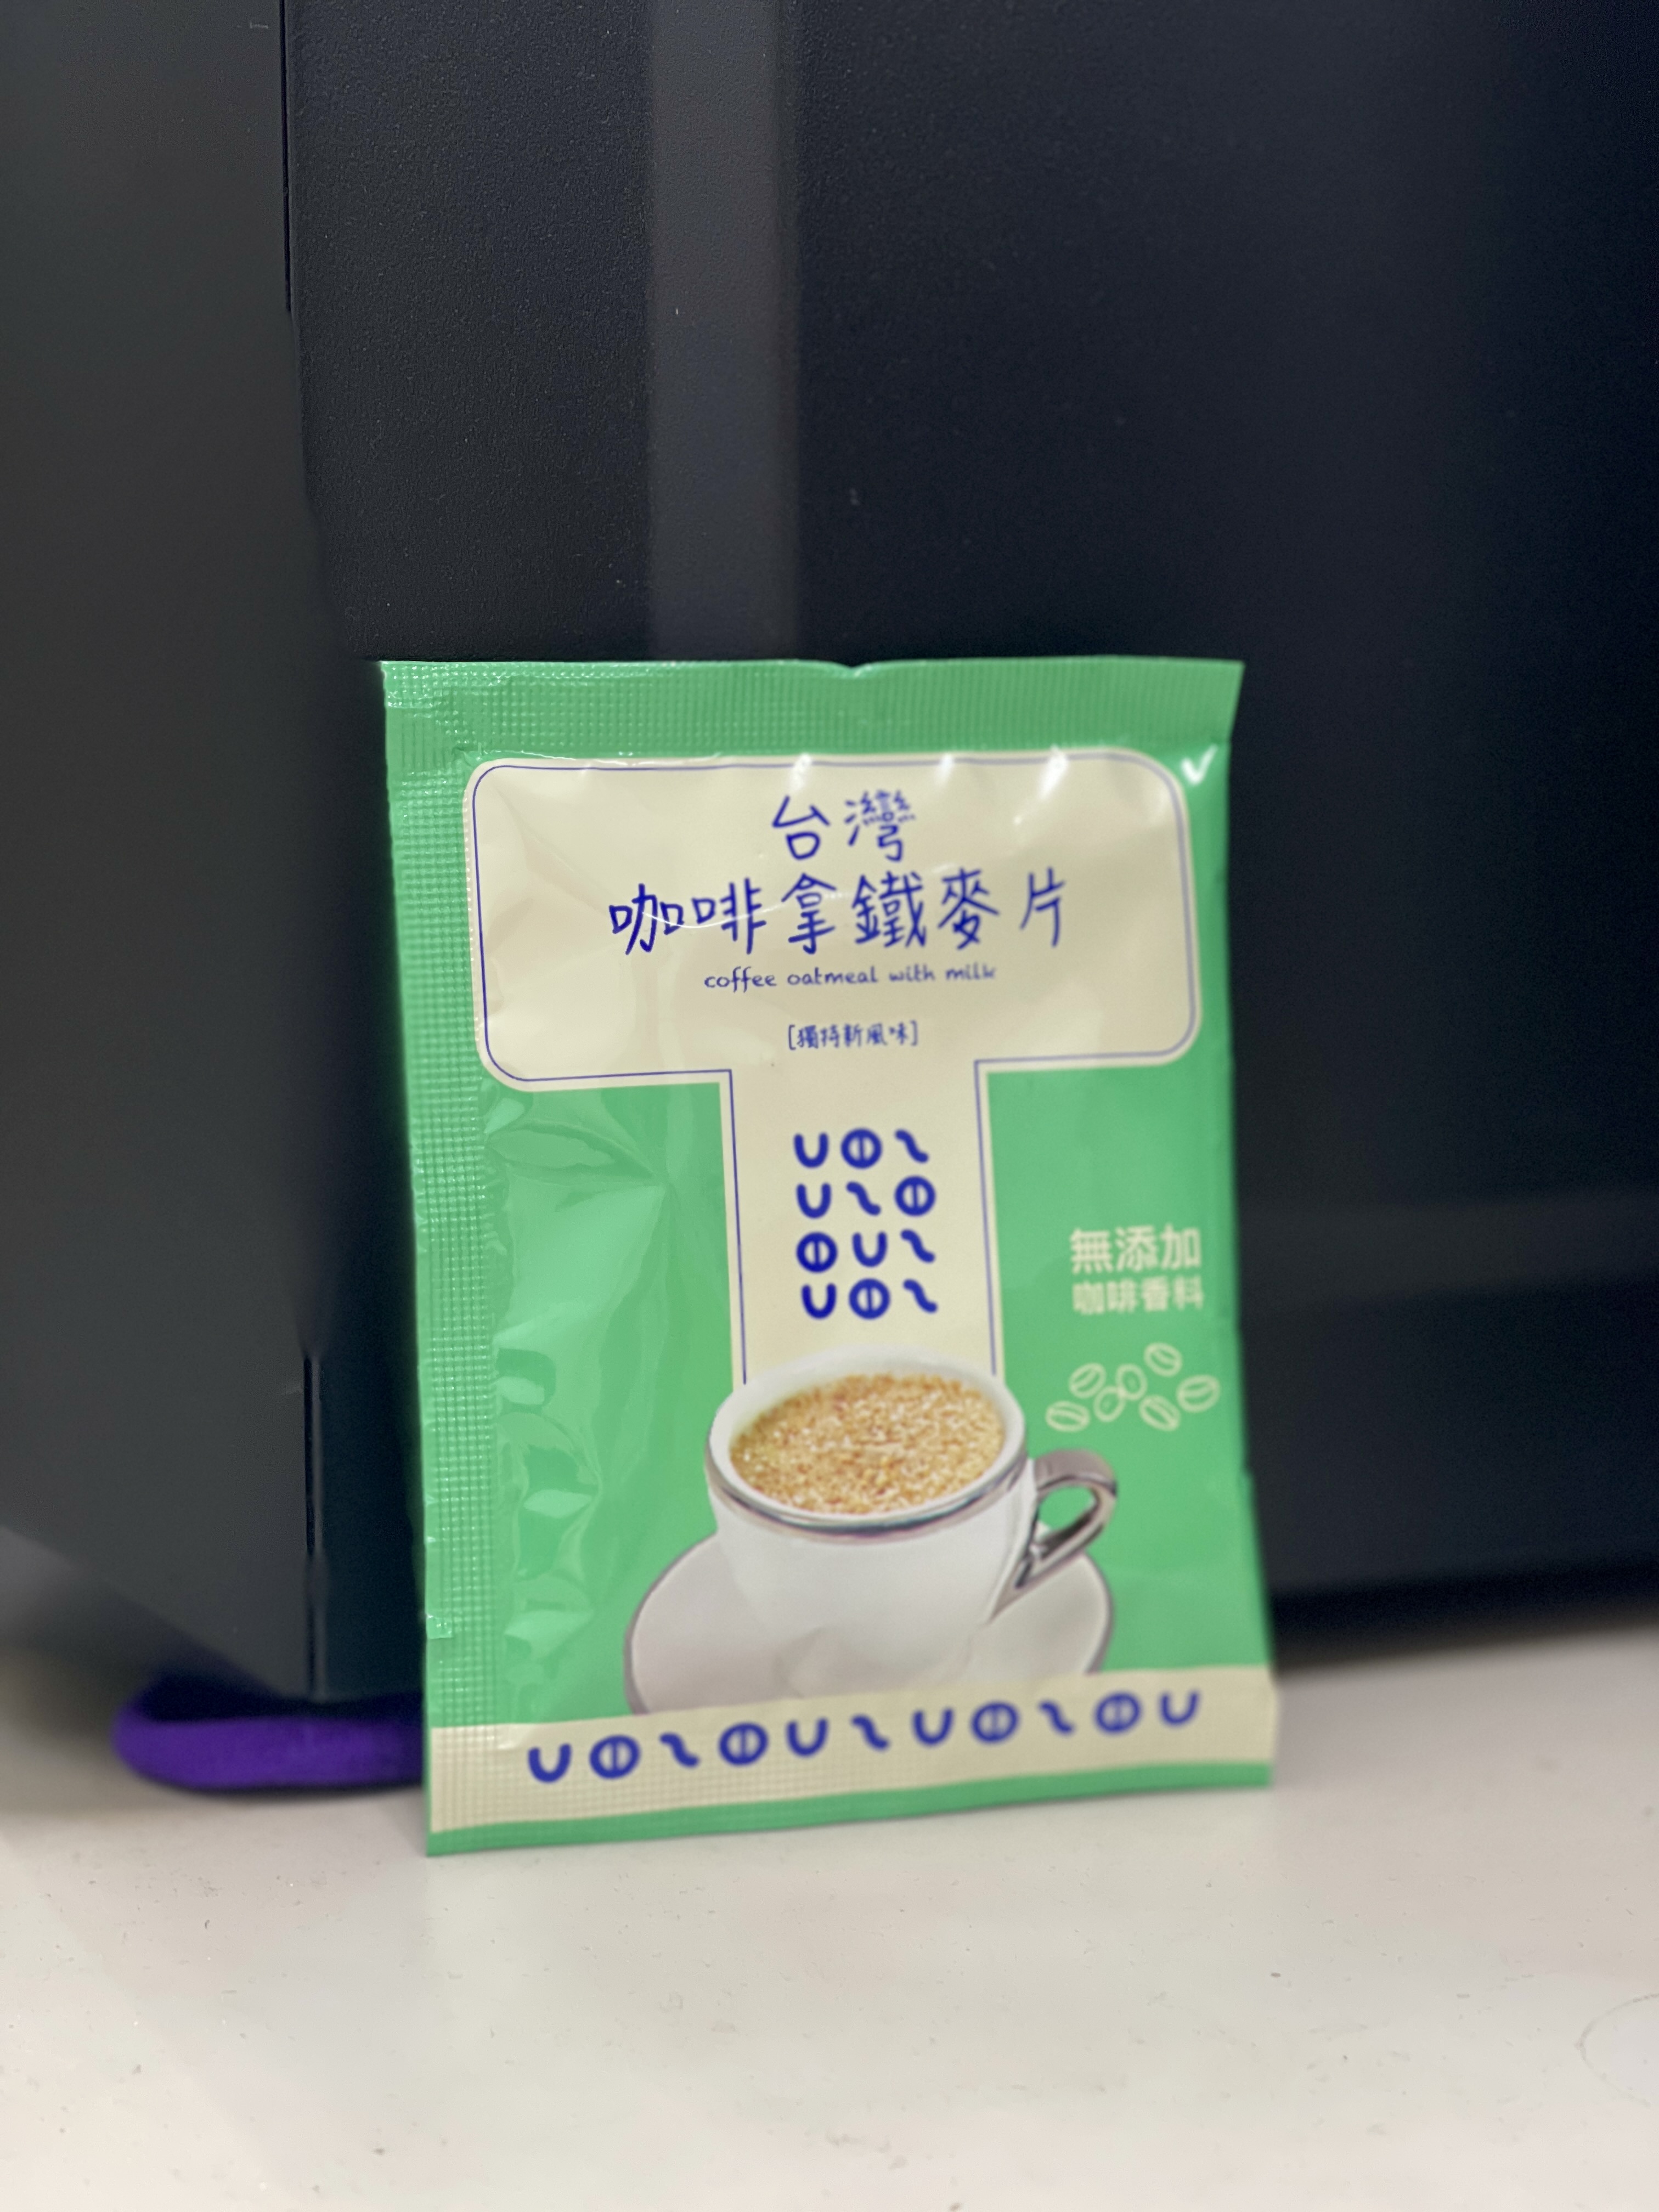 台灣
咖啡拿鐵麥片
coffee oatmeal with milk
[獨特新風味]
無添加
咖啡香料